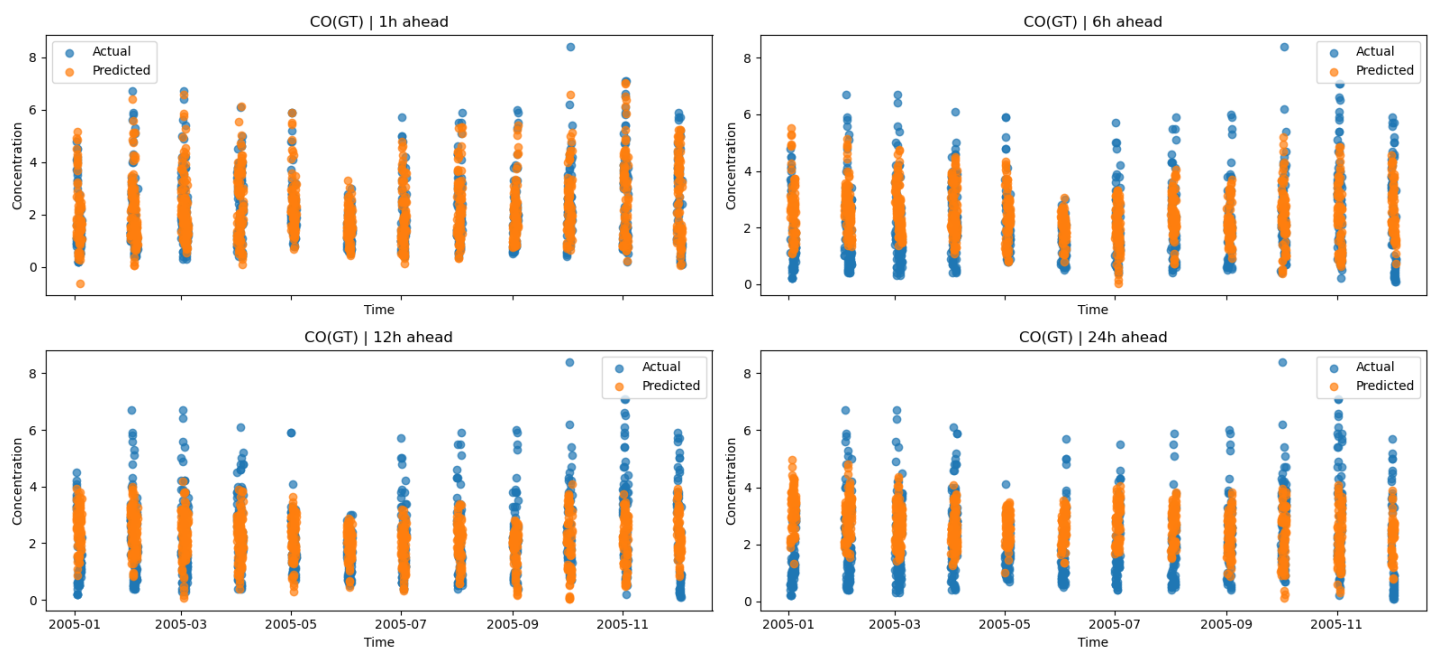 CO(GT) | 1h ahead
Actual
Predicted
Concentration
8
6
4
2
0
Time
CO(GT) | 6h ahead
Actual
Predicted
Concentration
8
6
4
2
0
Time
CO(GT) | 12h ahead
Actual
Predicted
Concentration
8
6
4
2
0
2005-01 2005-03 2005-05 2005-07 2005-09 2005-11
Time
CO(GT) | 24h ahead
Actual
Predicted
Concentration
8
6
4
2
0
2005-01 2005-03 2005-05 2005-07 2005-09 2005-11
Time